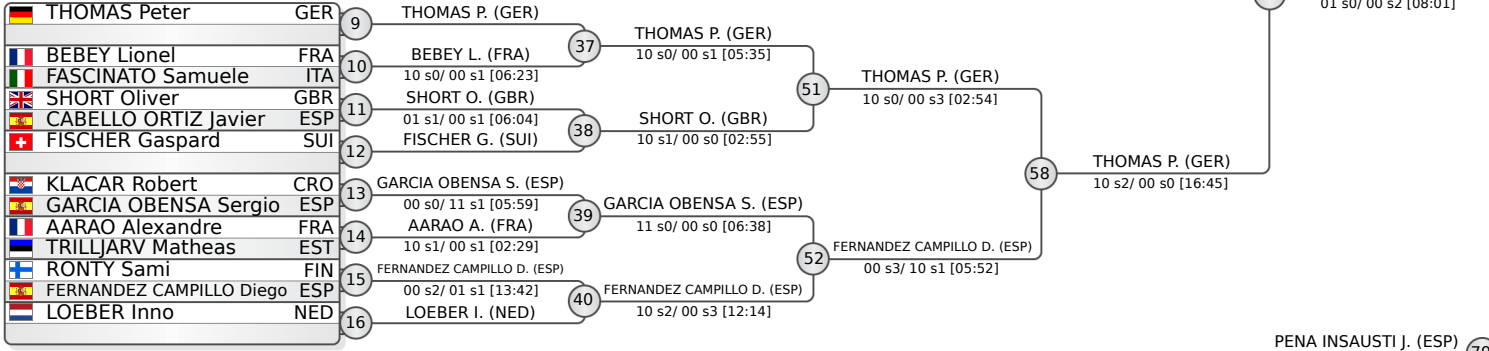 01 s0/ 00 s2 [08:01]
THOMAS Peter GER
BEBEY Lionel FRA
FASCINATO Samuele ITA
SHORT Oliver GBR
CABELLO ORTIZ Javier ESP
FISCHER Gaspard SUI
KLACAR Robert CRO
GARCIA OBENSA Sergio ESP
AARAO Alexandre FRA
TRILLJARV Matheas EST
RONTY Sami FIN
FERNANDEZ CAMPILLO Diego ESP
LOEBER Inno NED
9
10
11
12
13
14
15
16
THOMAS P. (GER)
BEBEY L. (FRA)
10 s0/ 00 s1 [06:23]
SHORT O. (GBR)
01 s1/ 00 s1 [06:04]
FISCHER G. (SUI)
GARCIA OBENSA S. (ESP)
00 s0/ 11 s1 [05:59]
AARAO A. (FRA)
10 s1/ 00 s1 [02:29]
FERNANDEZ CAMPILLO D. (ESP)
00 s2/ 01 s1 [13:42]
LOEBER I. (NED)
37
38
39
40
THOMAS P. (GER)
10 s0/ 00 s1 [05:35]
SHORT O. (GBR)
10 s1/ 00 s0 [02:55]
GARCIA OBENSA S. (ESP)
11 s0/ 00 s0 [06:38]
FERNANDEZ CAMPILLO D. (ESP)
10 s2/ 00 s3 [12:14]
51
52
THOMAS P. (GER)
10 s0/ 00 s3 [02:54]
FERNANDEZ CAMPILLO D. (ESP)
00 s3/ 10 s1 [05:52]
58
THOMAS P. (GER)
10 s2/ 00 s0 [16:45]
PENA INSAUSTI J. (ESP)